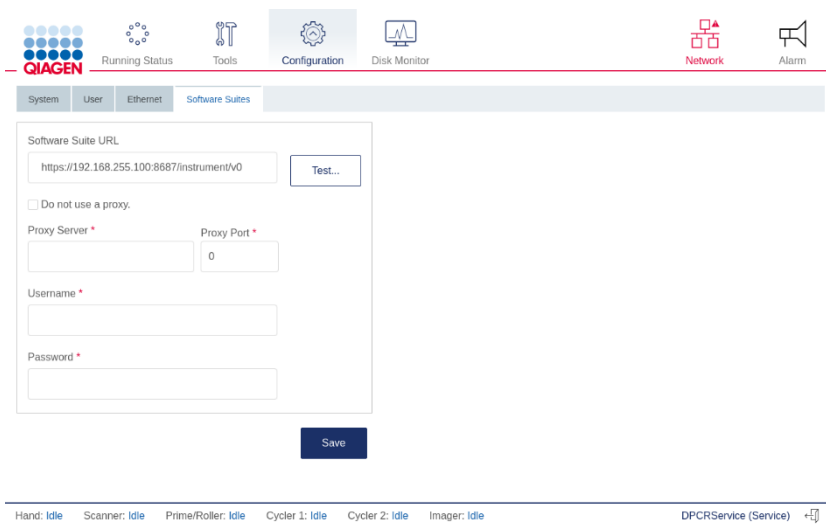 QIAGEN
Running Status
Tools
Configuration
Disk Monitor
Network
Alarm
System
User
Ethernet
Software Suites
Software Suite URL
https://192.168.255.100:8687/instrument/v0
Test...
Do not use a proxy.
Proxy Server *
Proxy Port *
0
Username *
Password *
Save
Hand: Idle
Scanner: Idle
Prime/Roller: Idle
Cycler 1: Idle
Cycler 2: Idle
Imager: Idle
DPCRService (Service)